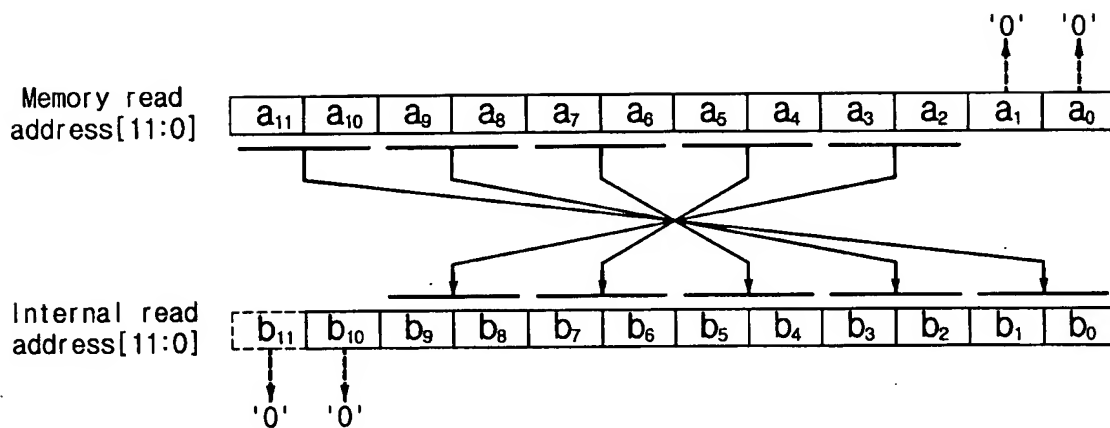 '0' '0'
Memory read
address[11:0]
a₁₁ a₁₀ a₉ a₈ a₇ a₆ a₅ a₄ a₃ a₂ a₁ a₀
Internal read
address[11:0]
b₁₁ b₁₀ b₉ b₈ b₇ b₆ b₅ b₄ b₃ b₂ b₁ b₀
'0' '0'